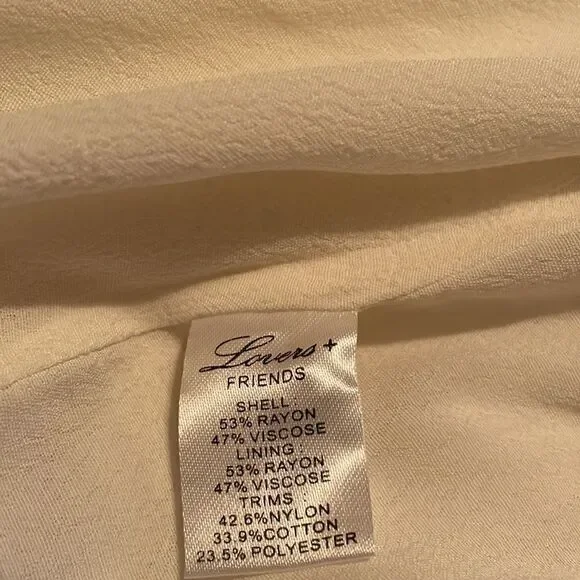 Lovers +
FRIENDS
SHELL:
53% RAYON
47% VISCOSE
LINING:
53% RAYON
47% VISCOSE
TRIMS:
42.6%NYLON
33.9%COTTON
23.5% POLYESTER